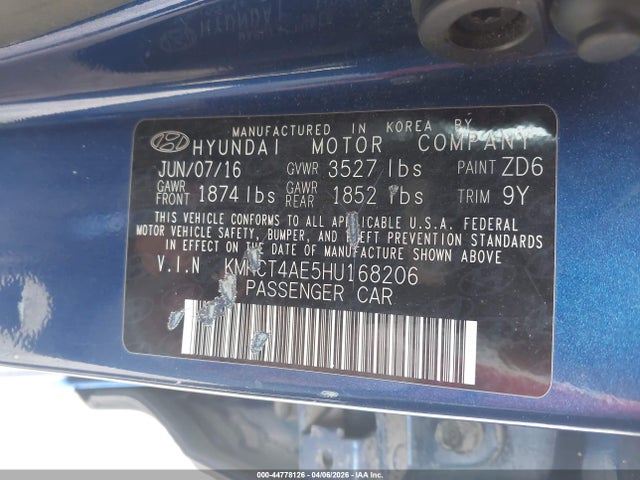 MANUFACTURED IN KOREA BY
HYUNDAI MOTOR COMPANY
JUN/07/16 GVWR 3527 lbs PAINT ZD6
GAWR FRONT 1874 lbs GAWR REAR 1852 lbs TRIM 9Y
THIS VEHICLE CONFORMS TO ALL APPLICABLE U.S.A. FEDERAL
MOTOR VEHICLE SAFETY, BUMPER, AND THEFT PREVENTION STANDARDS
IN EFFECT ON THE DATE OF MANUFACTURE SHOWN ABOVE
V.I.N KMHCT4AE5HU168206
PASSENGER CAR
000-44778126 - 04/06/2026 - IAAI.COM